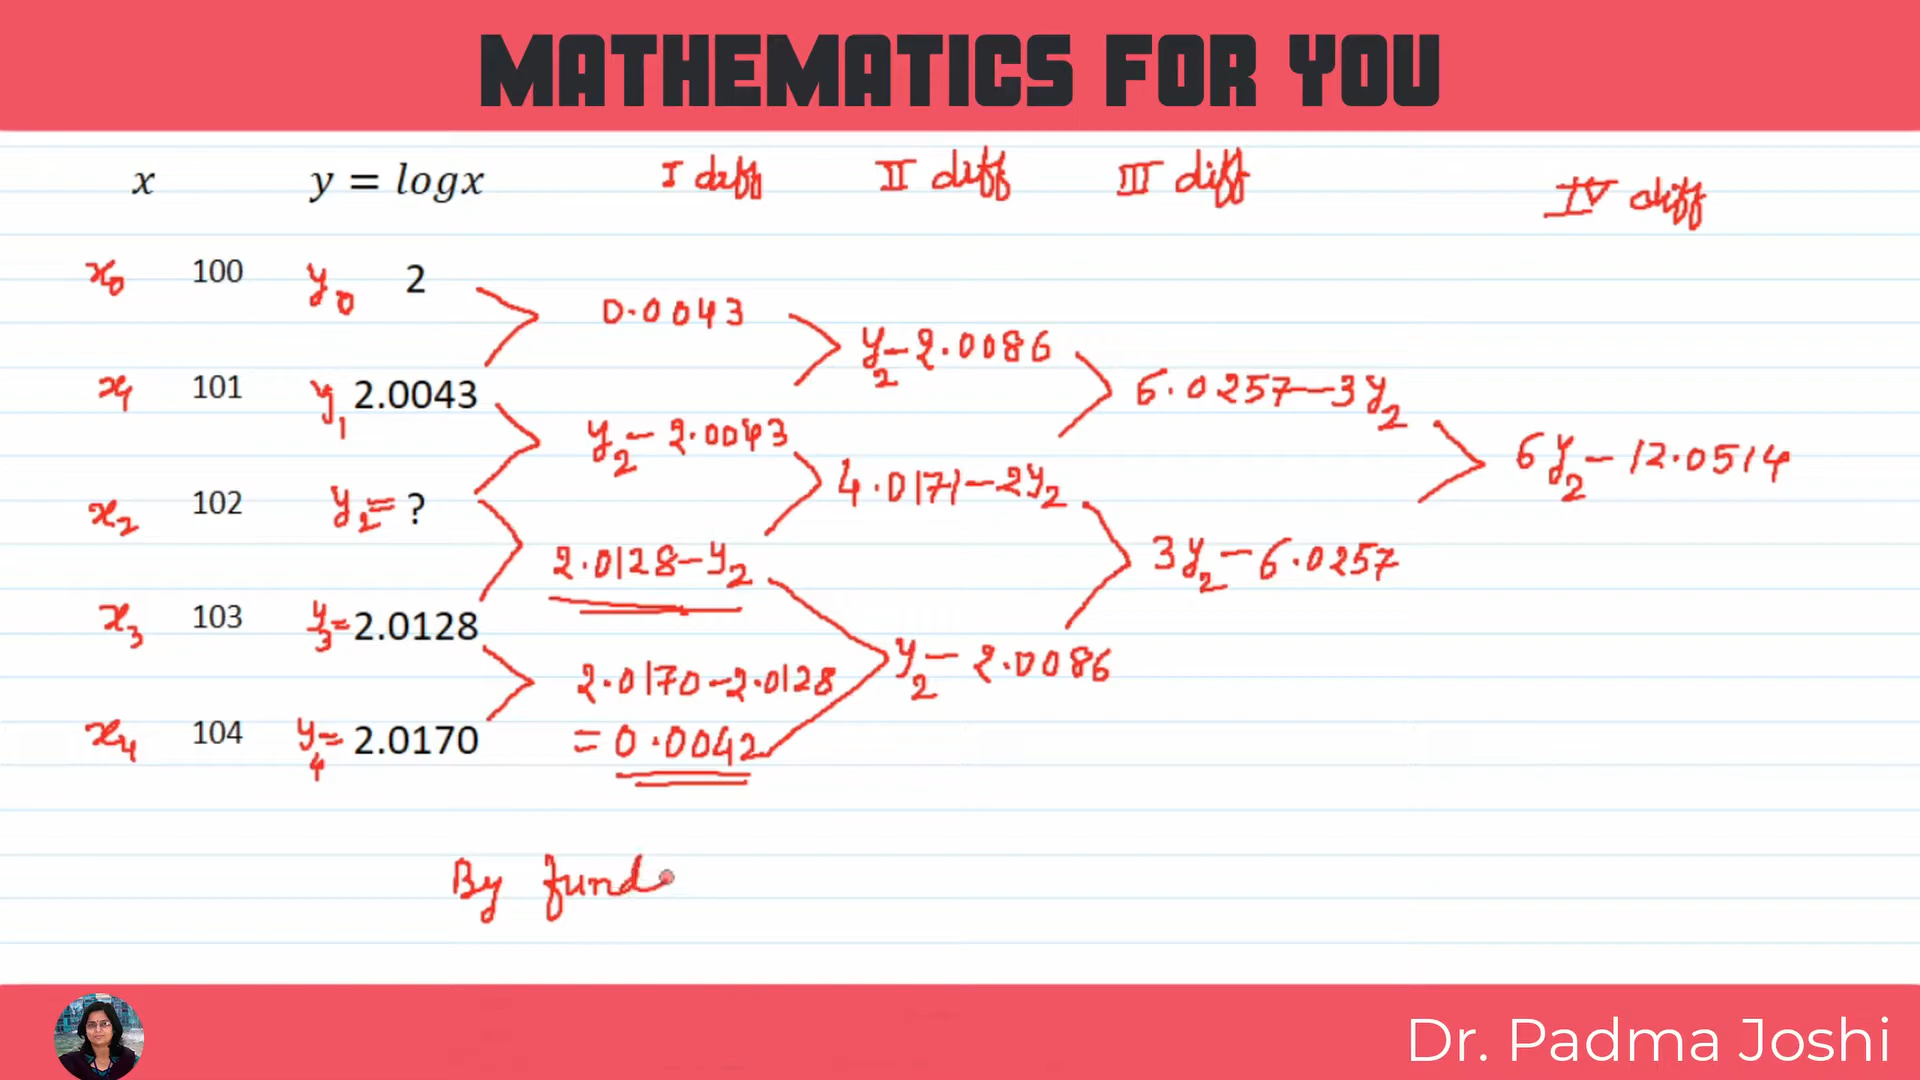 MATHEMATICS FOR YOU
x y = logx I diff II diff III diff IV diff
x₀ 100 y₀ 2
0.0043
y₂ – 2.0086
x₁ 101 y₁ 2.0043
6.0257 – 3y₂
y₂ – 2.0043
6y₂ – 12.0514
4.0171 – 2y₂
x₂ 102 y₂ = ?
2.0128 – y₂
3y₂ – 6.0257
x₃ 103 y₃ = 2.0128
y₂ – 2.0086
2.0170 – 2.0128
x₄ 104 y₄ = 2.0170
= 0.0042
By fund
Dr. Padma Joshi